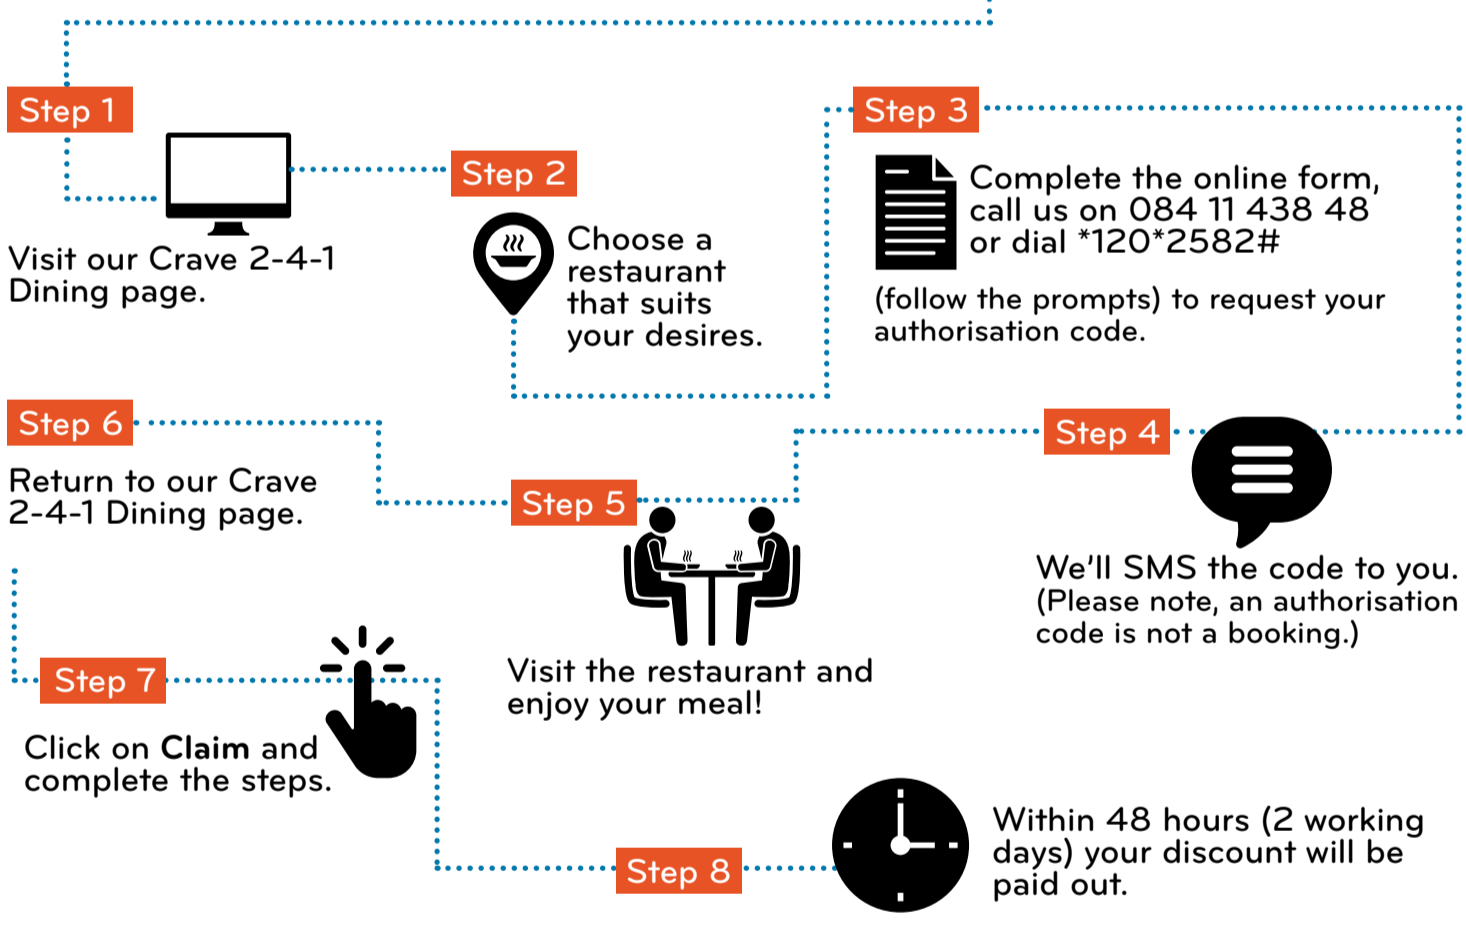 Step 1
Visit our Crave 2-4-1
Dining page.
Step 2
Choose a
restaurant
that suits
your desires.
Step 3
Complete the online form,
call us on 084 11 438 48
or dial *120*2582#
(follow the prompts) to request your
authorisation code.
Step 4
We'll SMS the code to you.
(Please note, an authorisation
code is not a booking.)
Step 5
Visit the restaurant and
enjoy your meal!
Step 6
Return to our Crave
2-4-1 Dining page.
Step 7
Click on Claim and
complete the steps.
Step 8
Within 48 hours (2 working
days) your discount will be
paid out.